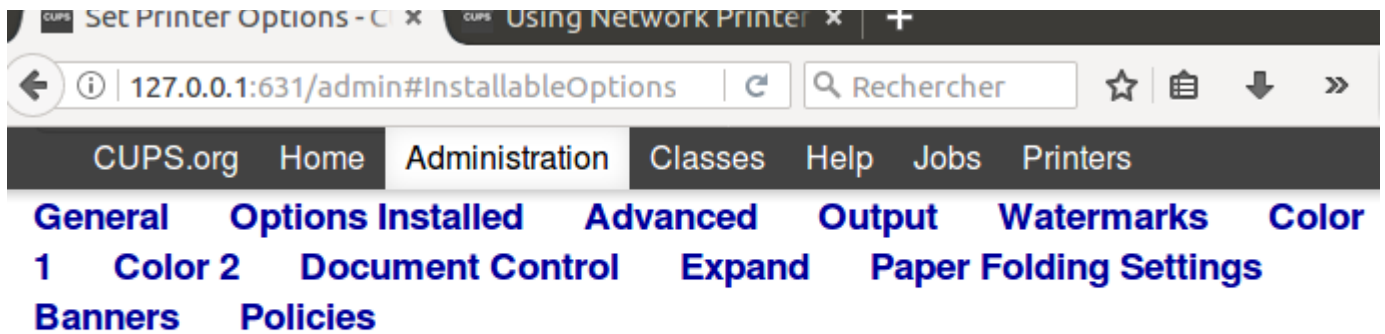 CUPS Set Printer Options - C × CUPS Using Network Printer × +
127.0.0.1:631/admin#InstallableOptions Rechercher
CUPS.org Home Administration Classes Help Jobs Printers
General Options Installed Advanced Output Watermarks Color
1 Color 2 Document Control Expand Paper Folding Settings
Banners Policies